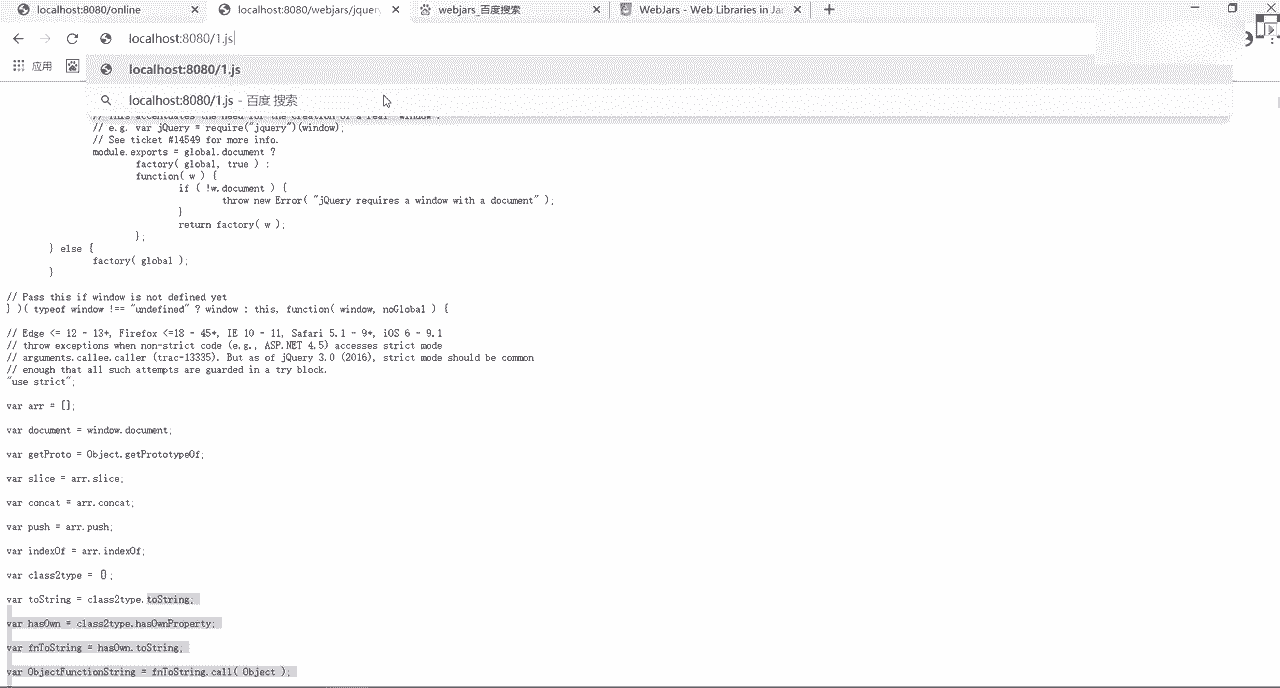 localhost:8080/online
localhost:8080/webjars/jquery
webjars_百度搜索
WebJars - Web Libraries in Ja
localhost:8080/1.js
应用
localhost:8080/1.js
localhost:8080/1.js - 百度 搜索
// This accentuates the need for the creation of a real `window`.
// e.g. var jQuery = require("jquery")(window);
// See ticket #14549 for more info.
module.exports = global.document ?
factory( global, true ) :
function( w ) {
if ( !w.document ) {
throw new Error( "jQuery requires a window with a document" );
}
return factory( w );
};
} else {
factory( global );
}
// Pass this if window is not defined yet
} )( typeof window !== "undefined" ? window : this, function( window, noGlobal ) {
// Edge <= 12 - 13+, Firefox <=18 - 45+, IE 10 - 11, Safari 5.1 - 9+, iOS 6 - 9.1
// throw exceptions when non-strict code (e.g., ASP.NET 4.5) accesses strict mode
// arguments.callee.caller (trac-13335). But as of jQuery 3.0 (2016), strict mode should be common
// enough that all such attempts are guarded in a try block.
"use strict";
var arr = [];
var document = window.document;
var getProto = Object.getPrototypeOf;
var slice = arr.slice;
var concat = arr.concat;
var push = arr.push;
var indexOf = arr.indexOf;
var class2type = {};
var toString = class2type.toString;
var hasOwn = class2type.hasOwnProperty;
var fnToString = hasOwn.toString;
var ObjectFunctionString = fnToString.call( Object );